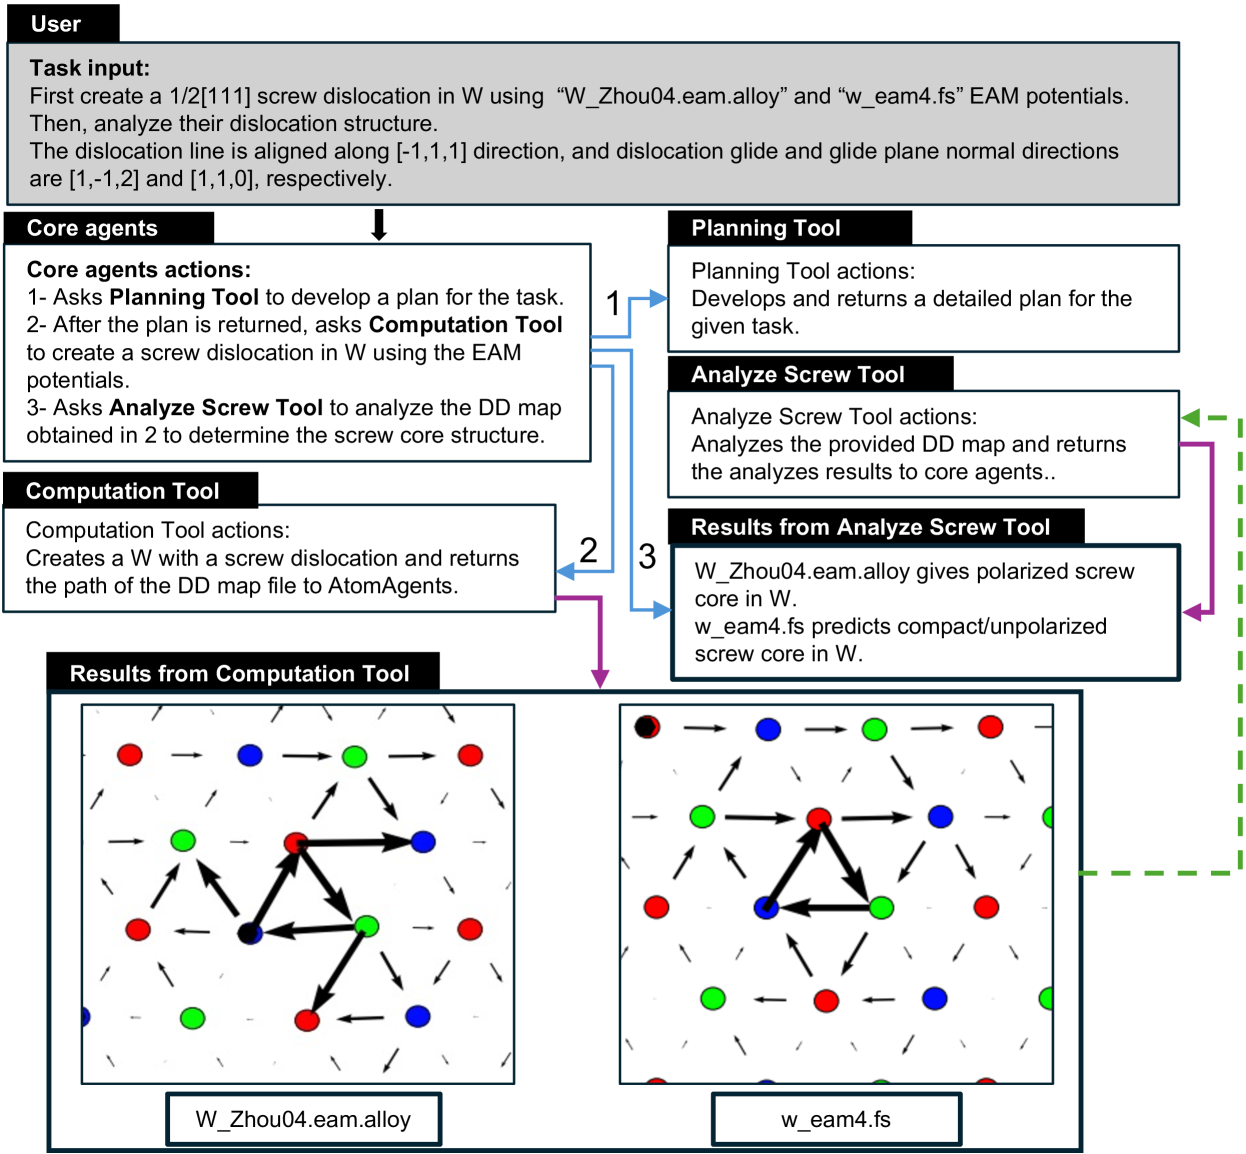 User
Task input:
First create a 1/2[111] screw dislocation in W using “W_Zhou04.eam.alloy” and “w_eam4.fs” EAM potentials.
Then, analyze their dislocation structure.
The dislocation line is aligned along [-1,1,1] direction, and dislocation glide and glide plane normal directions
are [1,-1,2] and [1,1,0], respectively.
Core agents
Core agents actions:
1- Asks Planning Tool to develop a plan for the task.
2- After the plan is returned, asks Computation Tool
to create a screw dislocation in W using the EAM
potentials.
3- Asks Analyze Screw Tool to analyze the DD map
obtained in 2 to determine the screw core structure.
1
2
3
Planning Tool
Planning Tool actions:
Develops and returns a detailed plan for the
given task.
Analyze Screw Tool
Analyze Screw Tool actions:
Analyzes the provided DD map and returns
the analyzes results to core agents..
Computation Tool
Computation Tool actions:
Creates a W with a screw dislocation and returns
the path of the DD map file to AtomAgents.
Results from Analyze Screw Tool
W_Zhou04.eam.alloy gives polarized screw
core in W.
w_eam4.fs predicts compact/unpolarized
screw core in W.
Results from Computation Tool
W_Zhou04.eam.alloy
w_eam4.fs